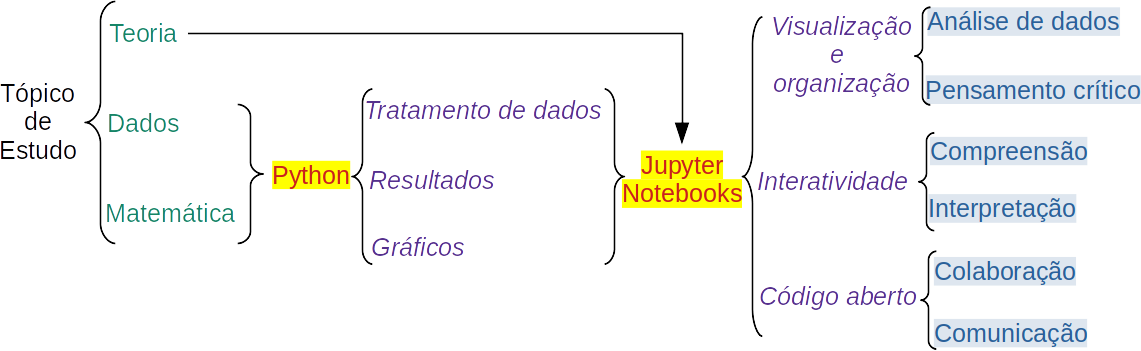 Tópico
de
Estudo
Teoria
Dados
Matemática
Python
Tratamento de dados
Resultados
Gráficos
Jupyter
Notebooks
Visualização
e
organização
Análise de dados
Pensamento crítico
Interatividade
Compreensão
Interpretação
Código aberto
Colaboração
Comunicação